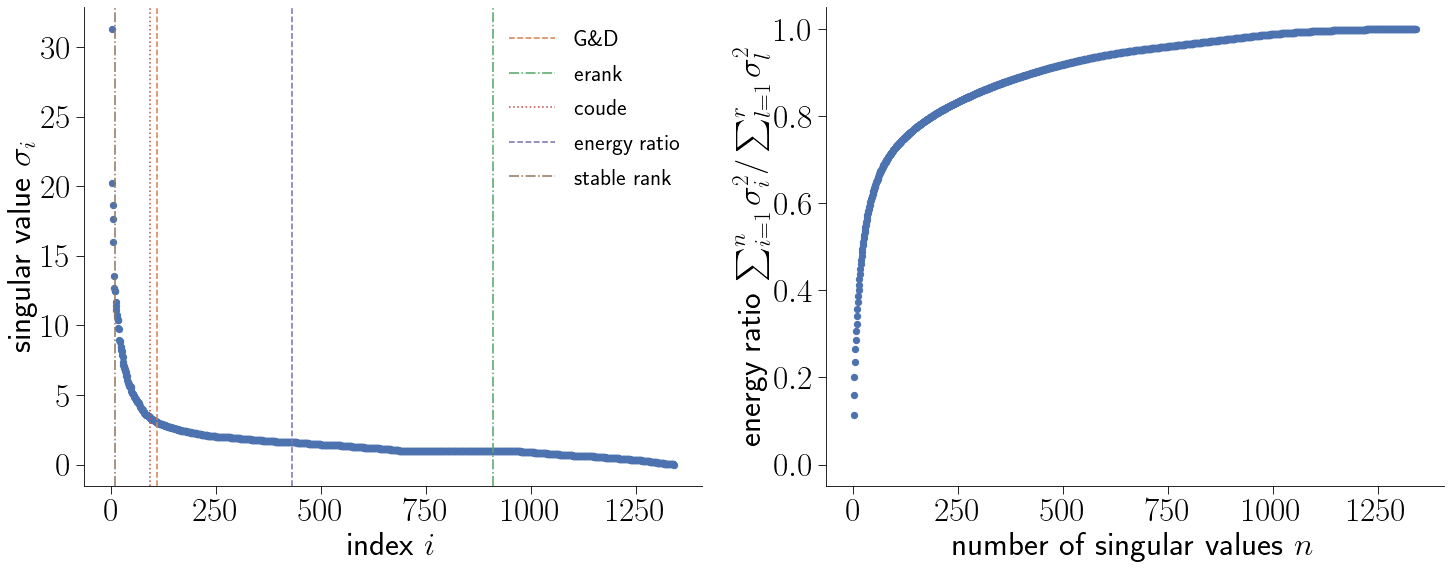 singular value σ_i
30
25
20
15
10
5
0
0 250 500 750 1000 1250
index i
G&D
erank
coude
energy ratio
stable rank
energy ratio ∑_{i=1}^{n} σ_i^2 / ∑_{l=1}^{r} σ_l^2
1.0
0.8
0.6
0.4
0.2
0.0
0 250 500 750 1000 1250
number of singular values n